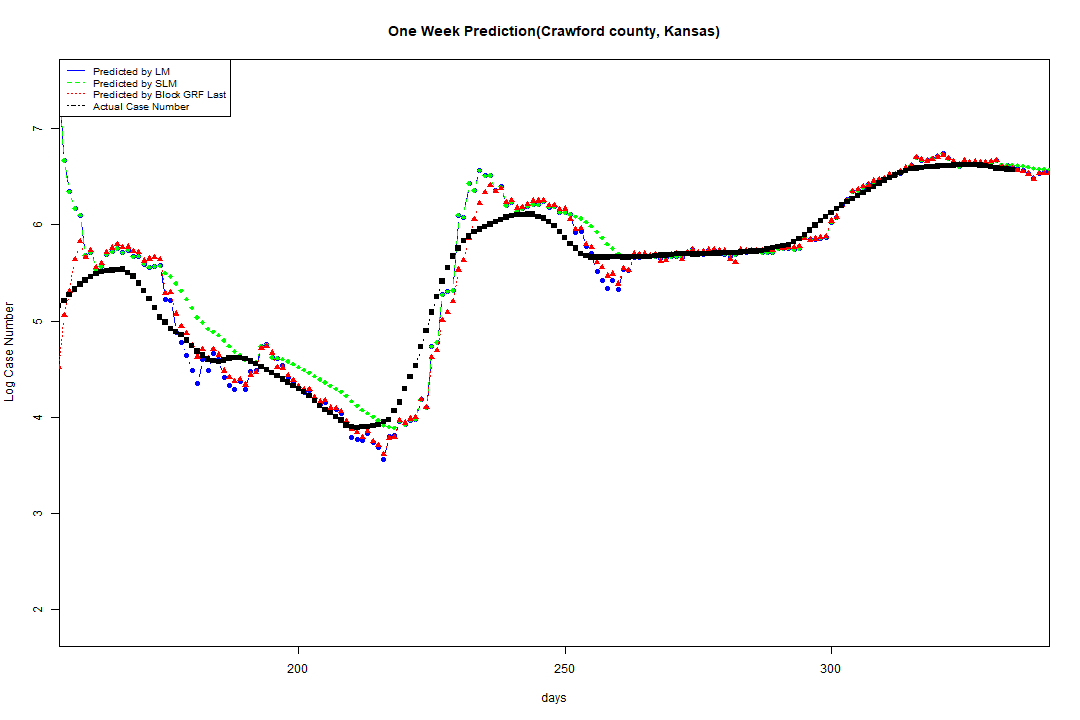 One Week Prediction(Crawford county, Kansas)
Predicted by LM
Predicted by SLM
Predicted by Block GRF Last
Actual Case Number
7
6
5
4
3
2
Log Case Number
200
250
300
days